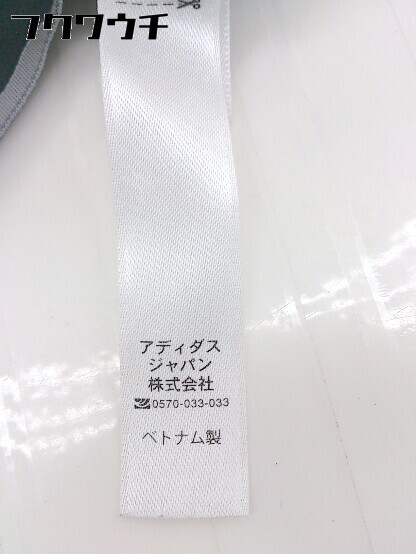 フクワウチ
アディダス
ジャパン
株式会社
0570-033-033
ベトナム製